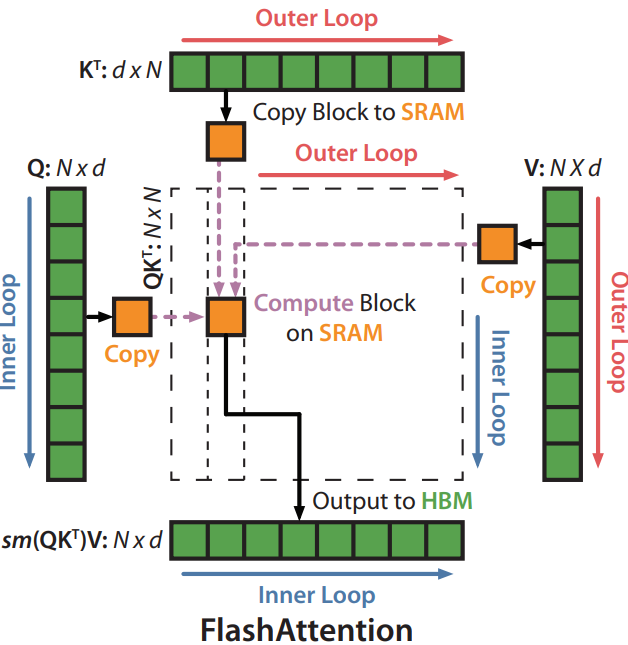 Outer Loop
Kᵀ: d x N
Copy Block to SRAM
Outer Loop
Q: N x d
V: N X d
QKᵀ: N x N
Copy
Compute Block
on SRAM
Copy
Inner Loop
Inner Loop
Outer Loop
Output to HBM
sm(QKᵀ)V: N x d
Inner Loop
FlashAttention